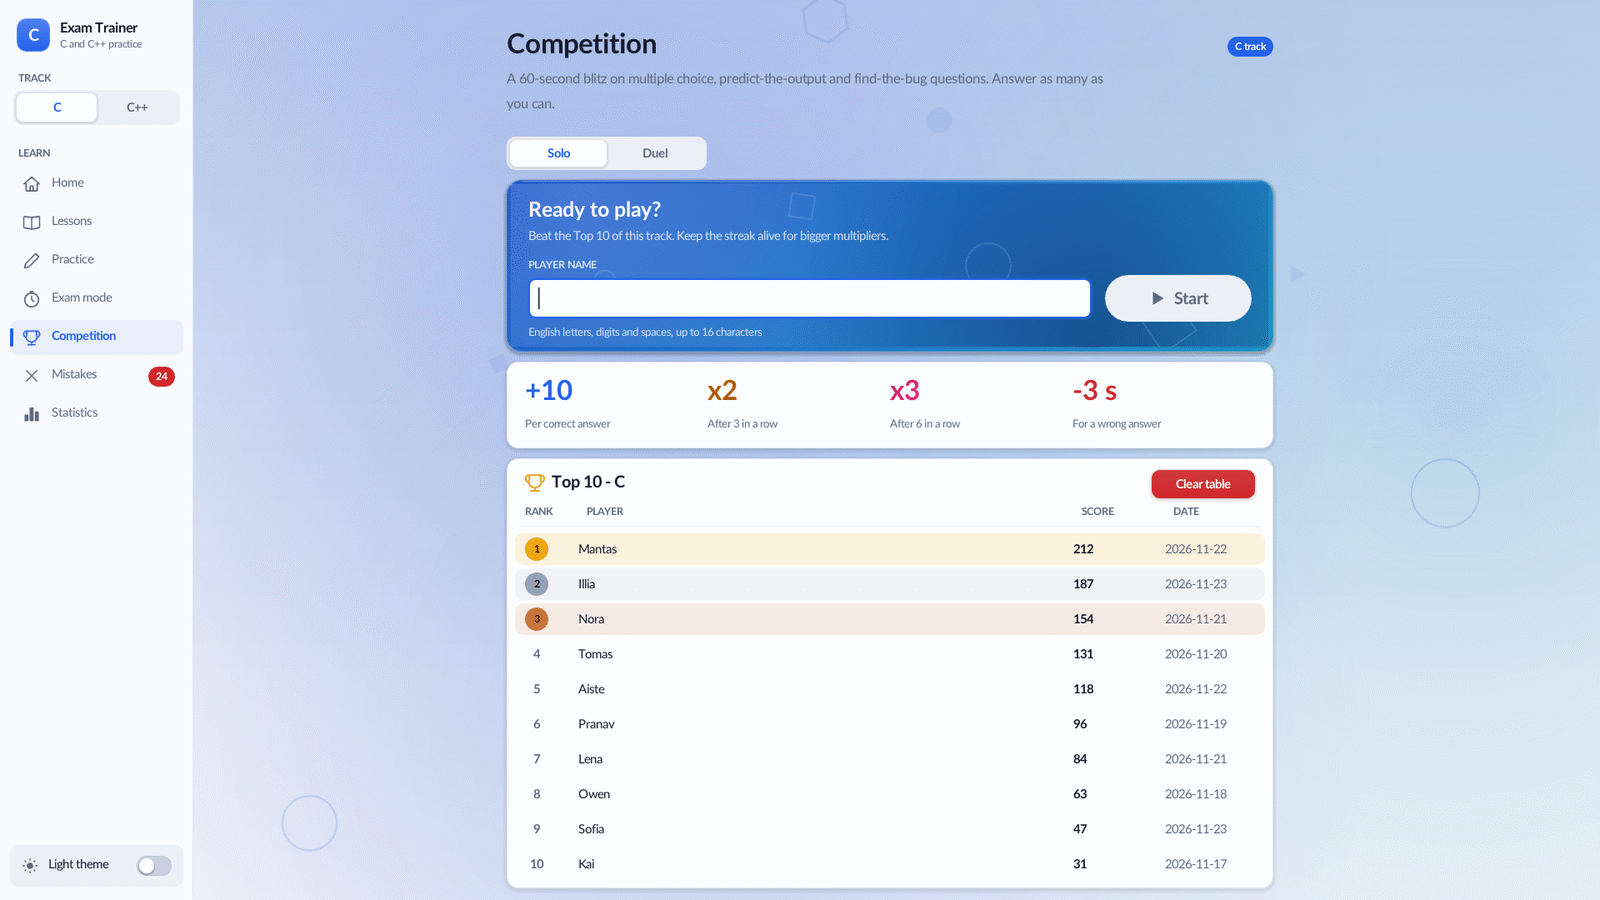 C
Exam Trainer
C and C++ practice
TRACK
C C++
LEARN
Home
Lessons
Practice
Exam mode
Competition
Mistakes 24
Statistics
Light theme
Competition
C track
A 60-second blitz on multiple choice, predict-the-output and find-the-bug questions. Answer as many as
you can.
Solo Duel
Ready to play?
Beat the Top 10 of this track. Keep the streak alive for bigger multipliers.
PLAYER NAME
Start
English letters, digits and spaces, up to 16 characters
+10 x2 x3 -3 s
Per correct answer After 3 in a row After 6 in a row For a wrong answer
Top 10 - C
Clear table
RANK PLAYER SCORE DATE
1 Mantas 212 2026-11-22
2 Illia 187 2026-11-23
3 Nora 154 2026-11-21
4 Tomas 131 2026-11-20
5 Aiste 118 2026-11-22
6 Pranav 96 2026-11-19
7 Lena 84 2026-11-21
8 Owen 63 2026-11-18
9 Sofia 47 2026-11-23
10 Kai 31 2026-11-17